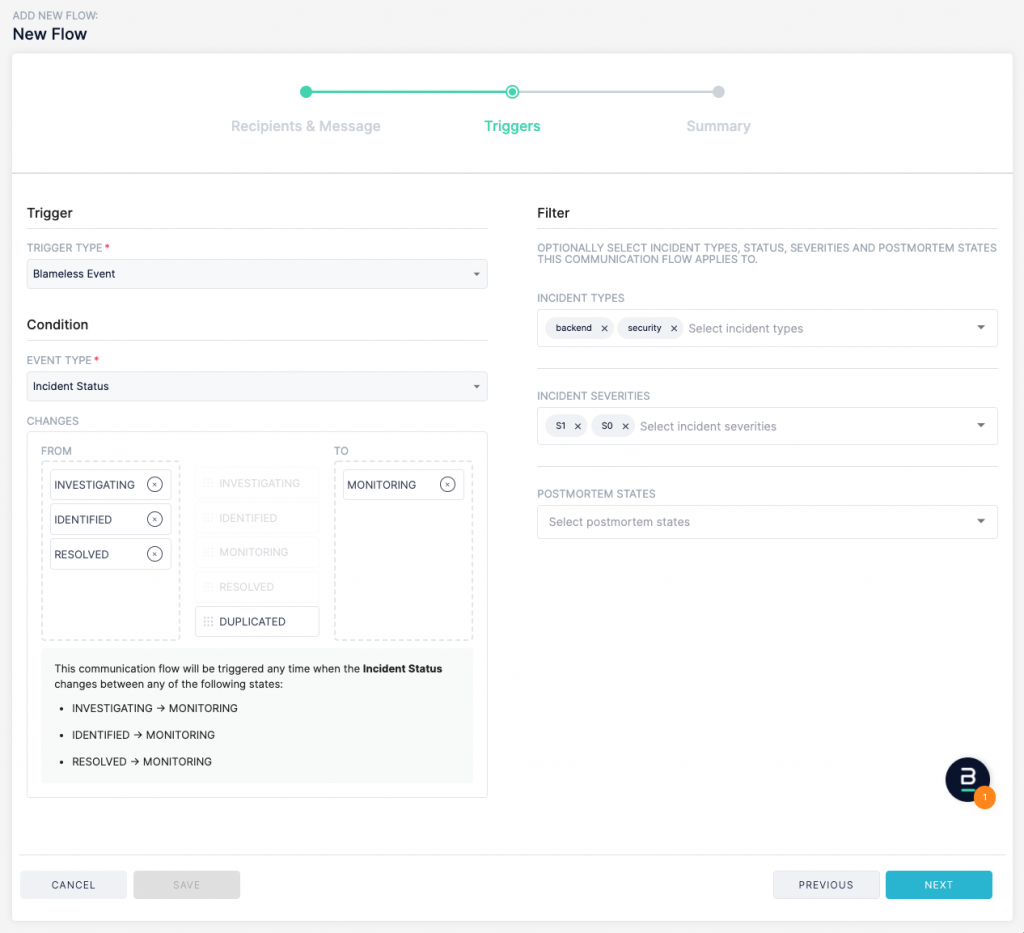 ADD NEW FLOW:
New Flow
Recipients & Message
Triggers
Summary
Trigger
TRIGGER TYPE *
Blameless Event
Condition
EVENT TYPE *
Incident Status
CHANGES
FROM
INVESTIGATING
IDENTIFIED
RESOLVED
INVESTIGATING
IDENTIFIED
MONITORING
RESOLVED
DUPLICATED
TO
MONITORING
This communication flow will be triggered any time when the Incident Status
changes between any of the following states:
• INVESTIGATING → MONITORING
• IDENTIFIED → MONITORING
• RESOLVED → MONITORING
Filter
OPTIONALLY SELECT INCIDENT TYPES, STATUS, SEVERITIES AND POSTMORTEM STATES
THIS COMMUNICATION FLOW APPLIES TO.
INCIDENT TYPES
backend × security × Select incident types
INCIDENT SEVERITIES
S1 × S0 × Select incident severities
POSTMORTEM STATES
Select postmortem states
B
1
CANCEL
SAVE
PREVIOUS
NEXT